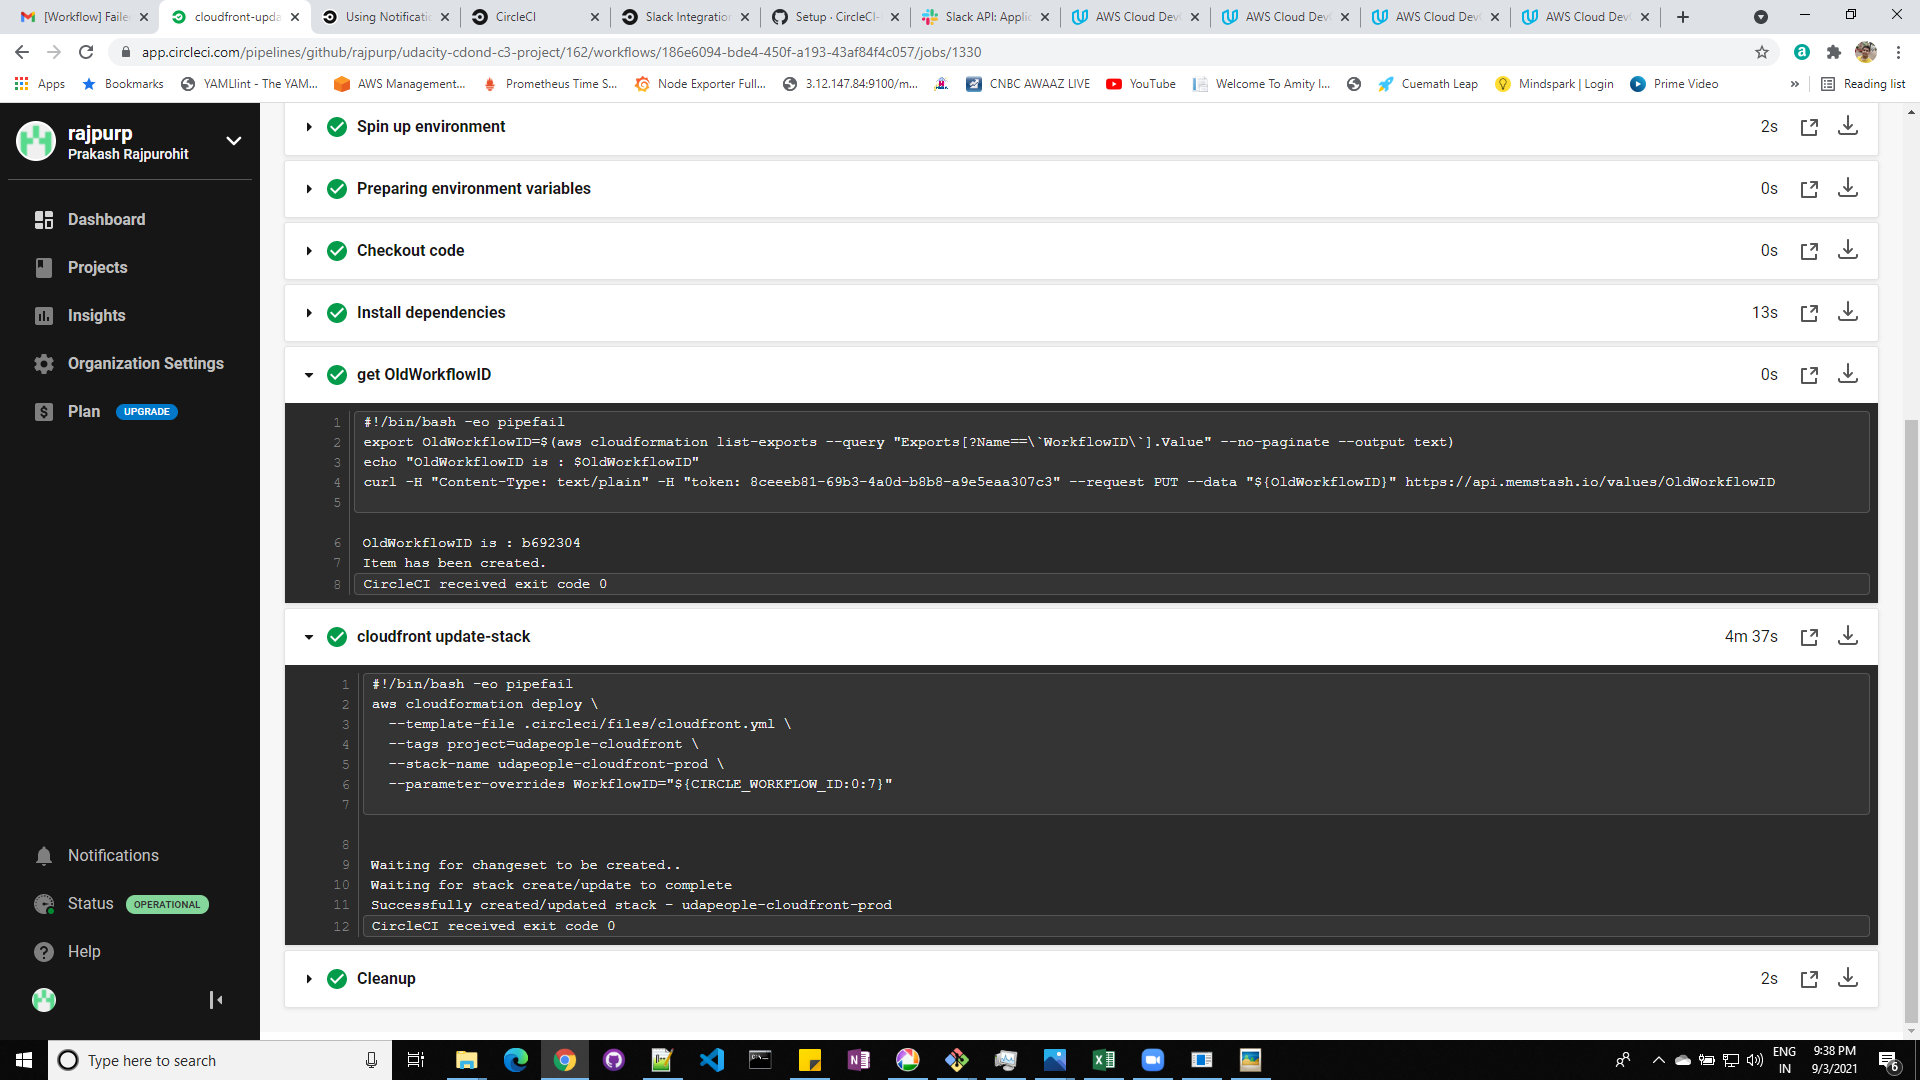 [Workflow] Faile
cloudfront-upda
Using Notificatio
CircleCI
Slack Integration
Setup · CircleCI-
Slack API: Applic
AWS Cloud Dev
AWS Cloud Dev
AWS Cloud Dev
AWS Cloud Dev
app.circleci.com/pipelines/github/rajpurp/udacity-cdond-c3-project/162/workflows/186e6094-bde4-450f-a193-43af84f4c057/jobs/1330
Apps
Bookmarks
YAMLlint - The YAM...
AWS Management...
Prometheus Time S...
Node Exporter Full...
3.12.147.84:9100/m...
CNBC AWAAZ LIVE
YouTube
Welcome To Amity I...
Cuemath Leap
Mindspark | Login
Prime Video
»
Reading list
rajpurp
Prakash Rajpurohit
Dashboard
Projects
Insights
Organization Settings
Plan UPGRADE
Notifications
Status OPERATIONAL
Help
Spin up environment 2s
Preparing environment variables 0s
Checkout code 0s
Install dependencies 13s
get OldWorkflowID 0s
1 #!/bin/bash -eo pipefail
2 export OldWorkflowID=$(aws cloudformation list-exports --query "Exports[?Name==\`WorkflowID\`].Value" --no-paginate --output text)
3 echo "OldWorkflowID is : $OldWorkflowID"
4 curl -H "Content-Type: text/plain" -H "token: 8ceeeb81-69b3-4a0d-b8b8-a9e5eaa307c3" --request PUT --data "${OldWorkflowID}" https://api.memstash.io/values/OldWorkflowID
5
6 OldWorkflowID is : b692304
7 Item has been created.
8 CircleCI received exit code 0
cloudfront update-stack 4m 37s
1 #!/bin/bash -eo pipefail
2 aws cloudformation deploy \
3 --template-file .circleci/files/cloudfront.yml \
4 --tags project=udapeople-cloudfront \
5 --stack-name udapeople-cloudfront-prod \
6 --parameter-overrides WorkflowID="${CIRCLE_WORKFLOW_ID:0:7}"
7
8
9 Waiting for changeset to be created..
10 Waiting for stack create/update to complete
11 Successfully created/updated stack - udapeople-cloudfront-prod
12 CircleCI received exit code 0
Cleanup 2s
Type here to search
ENG
IN
9:38 PM
9/3/2021
6